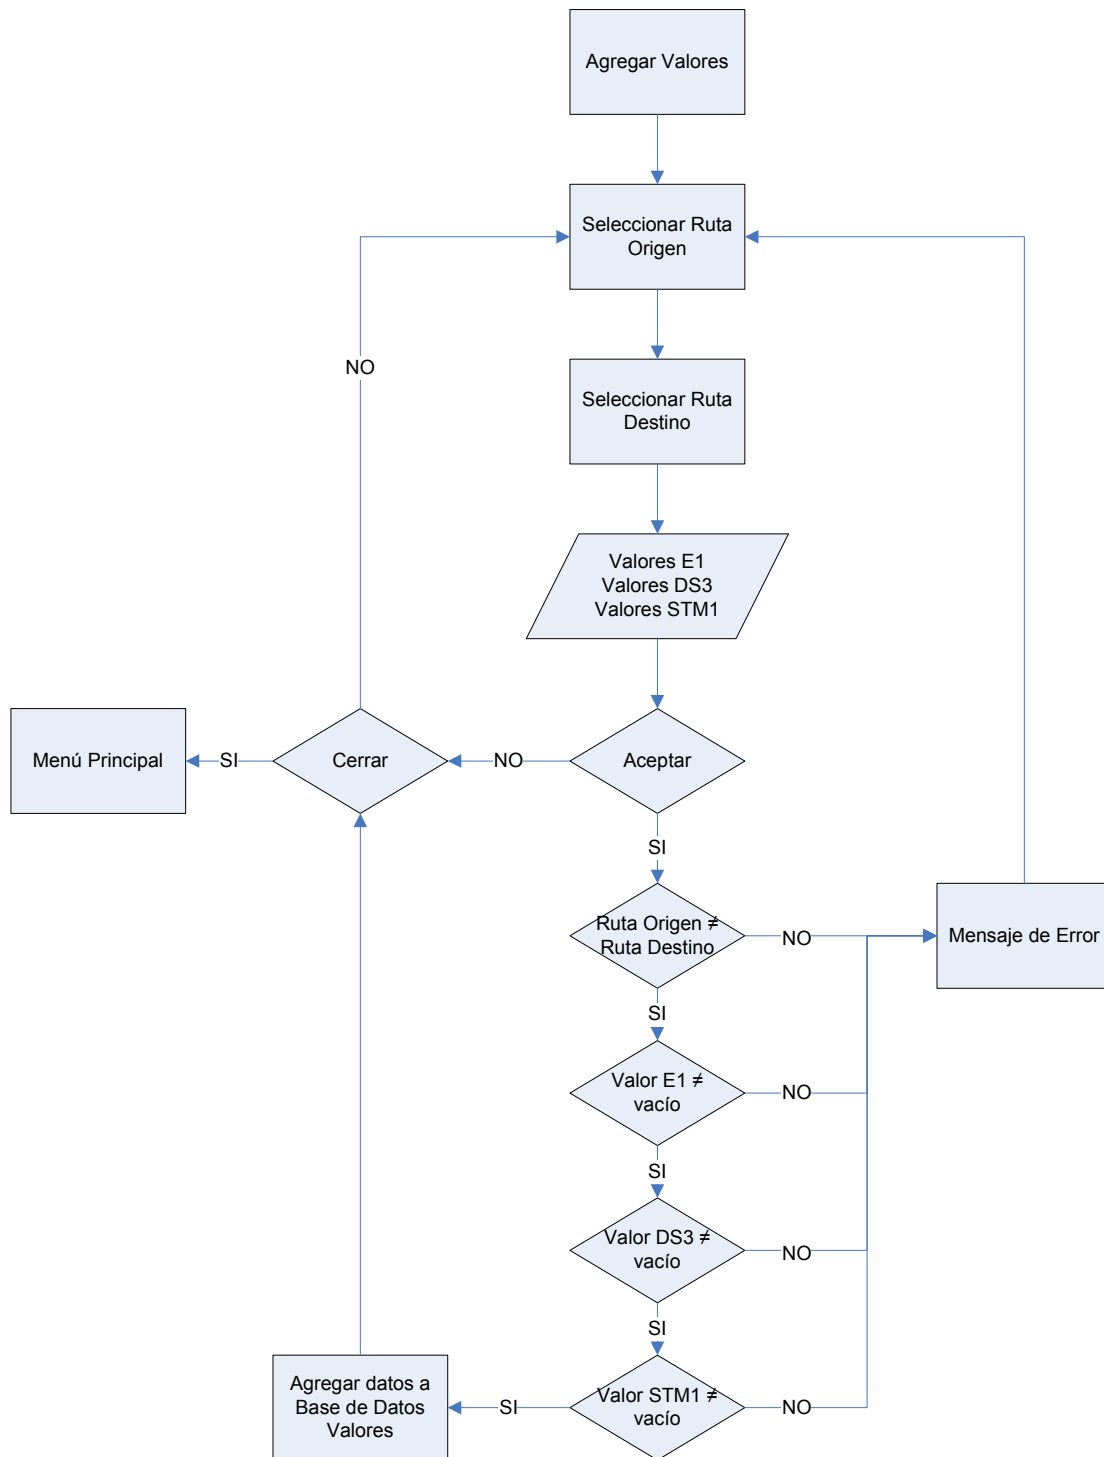 Agregar Valores
Seleccionar Ruta
Origen
NO
Seleccionar Ruta
Destino
Valores E1
Valores DS3
Valores STM1
Menú Principal
SI
Cerrar
NO
Aceptar
SI
Ruta Origen ≠
Ruta Destino
NO
Mensaje de Error
SI
Valor E1 ≠
vacío
NO
SI
Valor DS3 ≠
vacío
NO
SI
Agregar datos a
Base de Datos
Valores
SI
Valor STM1 ≠
vacío
NO